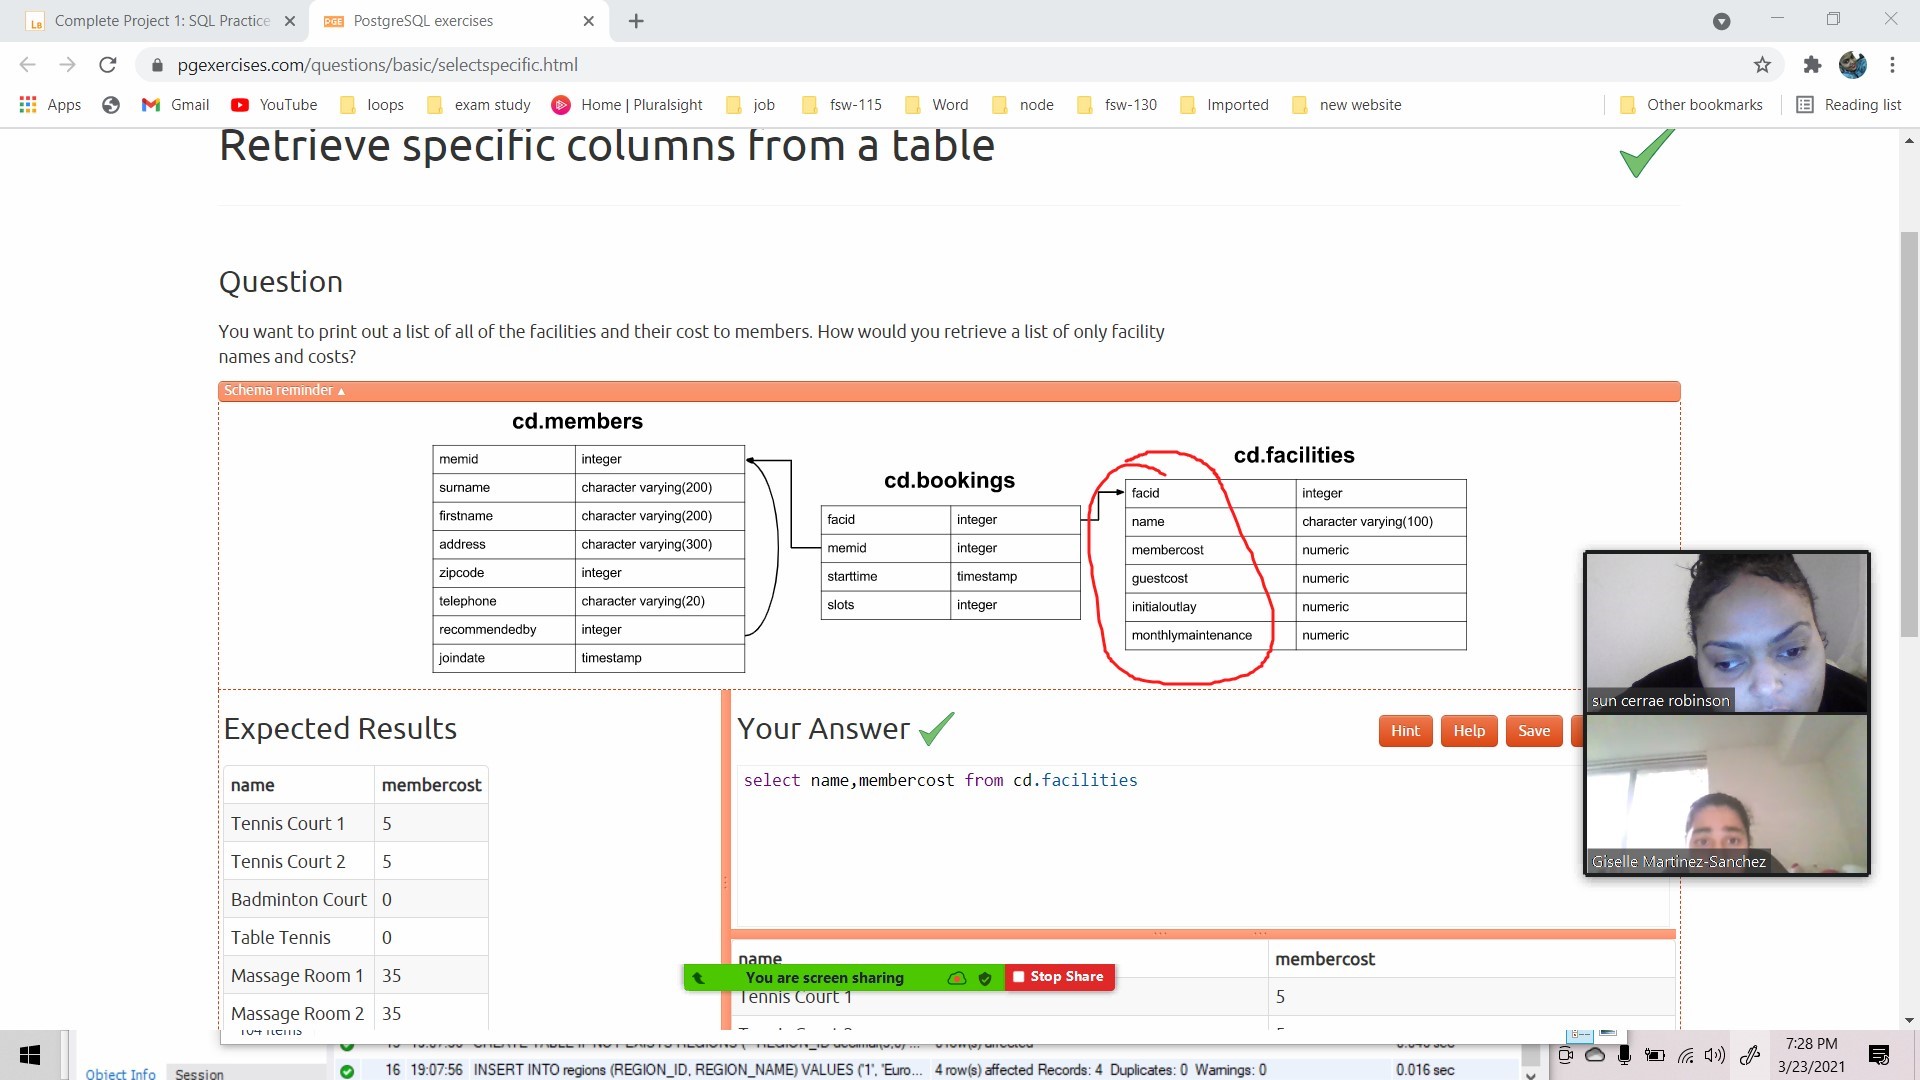 Complete Project 1: SQL Practice
PGE PostgreSQL exercises
pgexercises.com/questions/basic/selectspecific.html
Apps Gmail YouTube loops exam study Home | Pluralsight job fsw-115 Word node fsw-130 Imported new website Other bookmarks Reading list
Retrieve specific columns from a table
Question
You want to print out a list of all of the facilities and their cost to members. How would you retrieve a list of only facility
names and costs?
Schema reminder ▴
cd.members
memid integer
surname character varying(200)
firstname character varying(200)
address character varying(300)
zipcode integer
telephone character varying(20)
recommendedby integer
joindate timestamp
cd.bookings
facid integer
memid integer
starttime timestamp
slots integer
cd.facilities
facid integer
name character varying(100)
membercost numeric
guestcost numeric
initialoutlay numeric
monthlymaintenance numeric
Expected Results
name membercost
Tennis Court 1 5
Tennis Court 2 5
Badminton Court 0
Table Tennis 0
Massage Room 1 35
Massage Room 2 35
Your Answer
Hint Help Save
select name,membercost from cd.facilities
name membercost
Tennis Court 1 5
You are screen sharing Stop Share
sun cerrae robinson
Giselle Martinez-Sanchez
Object Info Session
16 19:07:56 INSERT INTO regions (REGION_ID, REGION_NAME) VALUES ('1', 'Euro... 4 row(s) affected Records: 4 Duplicates: 0 Warnings: 0 0.016 sec
7:28 PM
3/23/2021